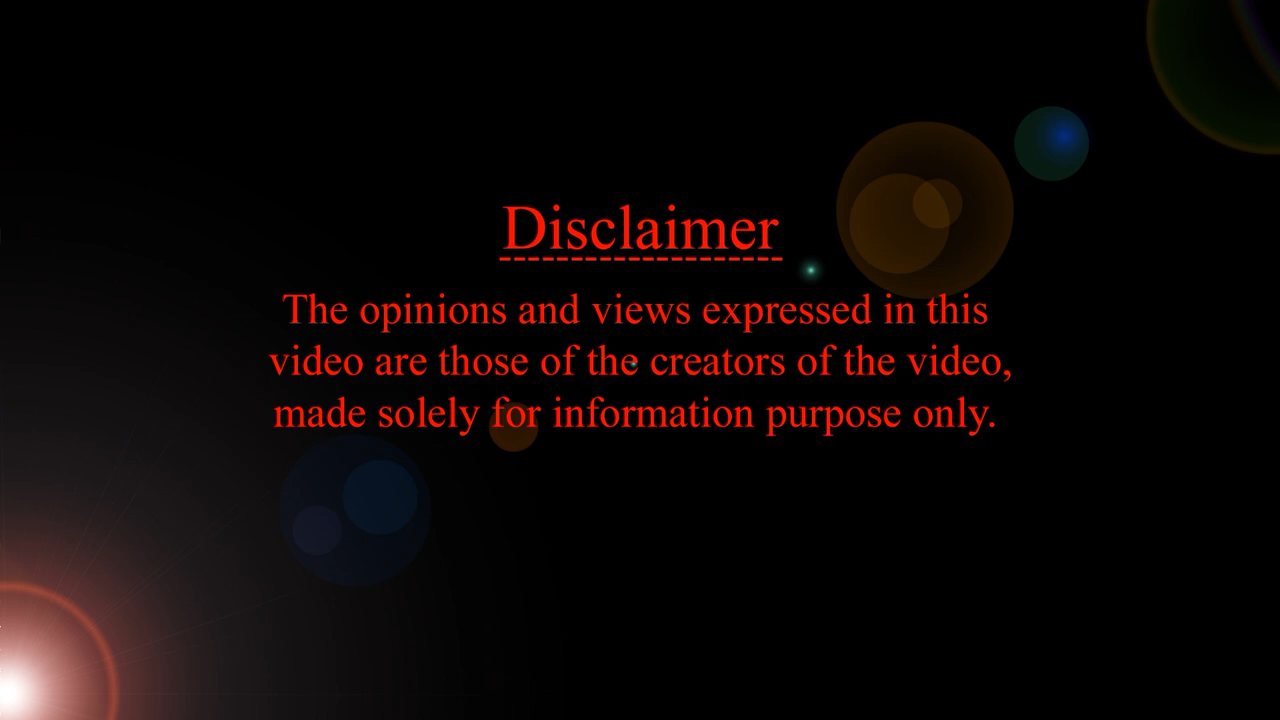 Disclaimer
The opinions and views expressed in this
video are those of the creators of the video,
made solely for information purpose only.